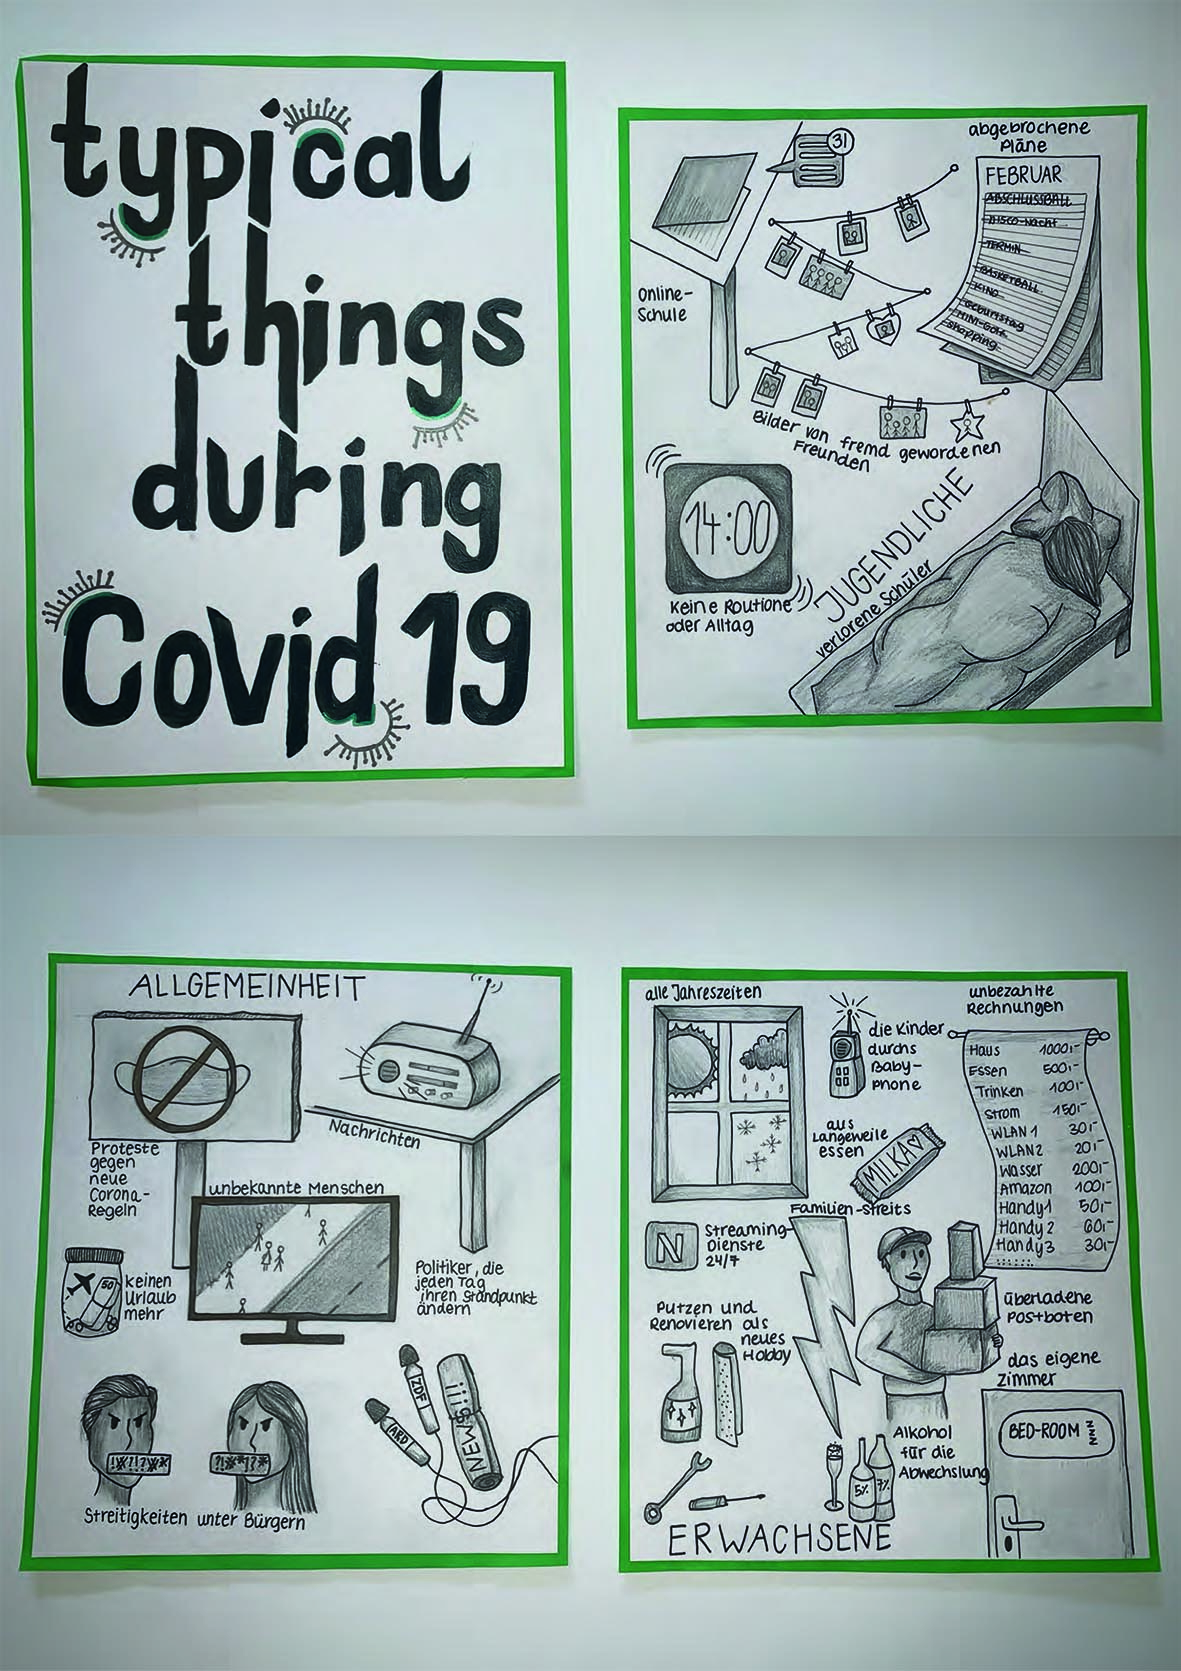 typical
things
during
Covid 19
31
abgebrochene
Pläne
FEBRUAR
ABSCHLUSSBALL
DISCO-Nacht
TERMIN
BASKETBALL
KINO
Geburtstag
MINI-Golf
Shopping
Online-
Schule
Bilder von fremd gewordenen
Freunden
14:00
Keine Routine
oder Alltag
JUGENDLICHE
verlorene Schüler
ALLGEMEINHEIT
Proteste
gegen
neue
Corona-
Regeln
Nachrichten
unbekannte Menschen
50
keinen
Urlaub
mehr
Politiker, die
jeden Tag
ihren Standpunkt
ändern
!*?!?**
?!**!?*
Streitigkeiten unter Bürgern
ARD
ZDF
NEWS!!!
alle Jahreszeiten
die Kinder
durchs
Baby-
phone
unbezahlte
Rechnungen
Haus 1000,-
Essen 500,-
Trinken 100,-
Strom 150,-
WLAN 1 30,-
WLAN 2 20,-
Wasser 200,-
Amazon 100,-
Handy1 50,-
Handy 2 60,-
Handy3 30,-
aus
Langeweile
essen
MILKA
N
Streaming-
Dienste
24/7
Familien-streits
Putzen und
Renovieren als
neues
Hobby
überladene
Postboten
das eigene
Zimmer
BED-ROOM
NNN
Alkohol
für die
Abwechslung
5%
7%
ERWACHSENE